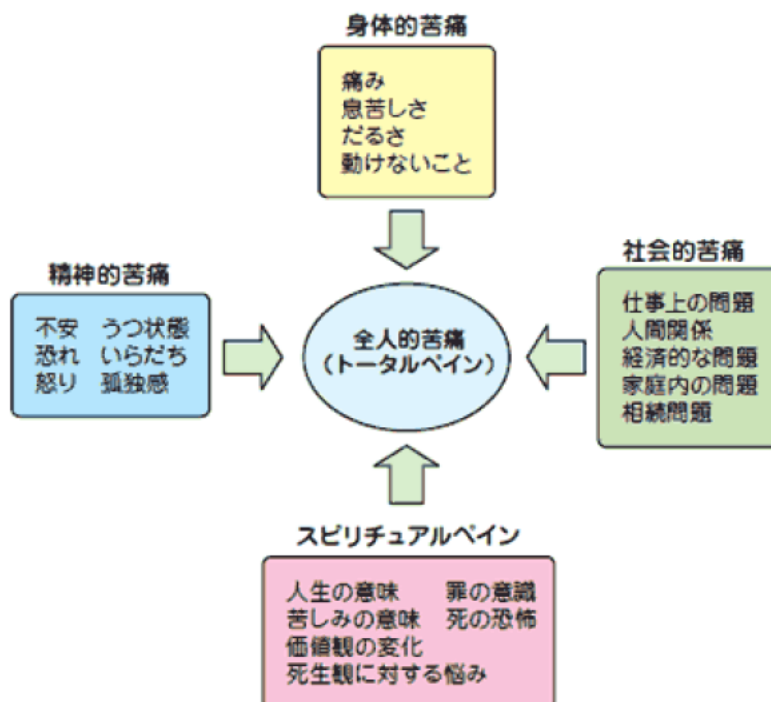 身体的苦痛
痛み
息苦しさ
だるさ
動けないこと
精神的苦痛
不安 うつ状態
恐れ いらだち
怒り 孤独感
全人的苦痛
(トータルペイン)
社会的苦痛
仕事上の問題
人間関係
経済的な問題
家庭内の問題
相続問題
スピリチュアルペイン
人生の意味 罪の意識
苦しみの意味 死の恐怖
価値観の変化
死生観に対する悩み